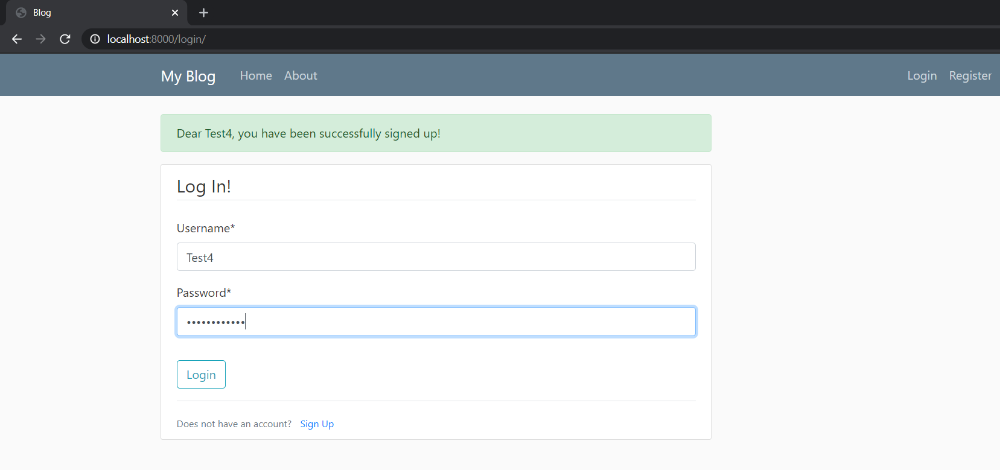 Blog
localhost:8000/login/
My Blog Home About Login Register
Dear Test4, you have been successfully signed up!
Log In!
Username*
Test4
Password*
••••••••••••
Login
Does not have an account? Sign Up